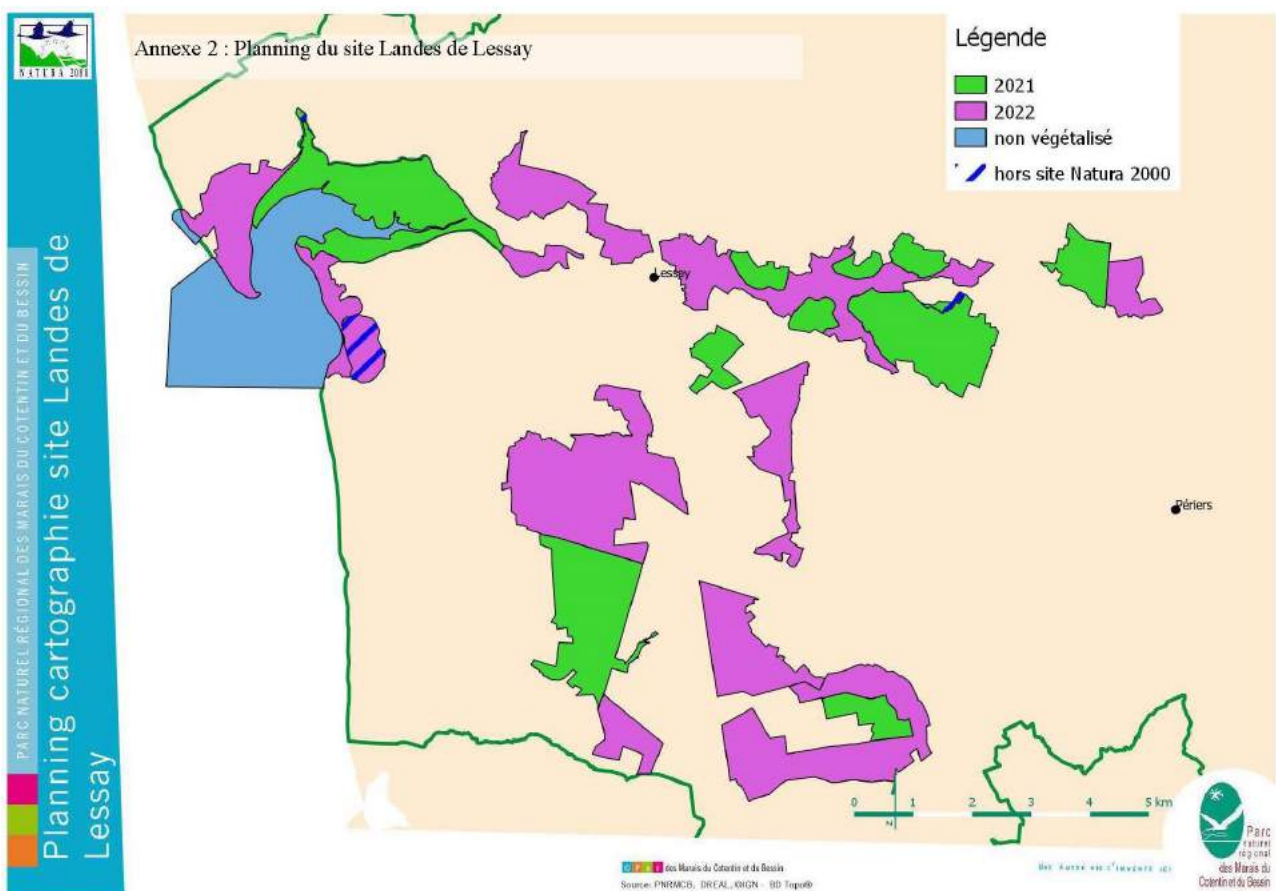 NATURA 2000
Annexe 2 : Planning du site Landes de Lessay
Légende
2021
2022
non végétalisé
hors site Natura 2000
PARC NATUREL RÉGIONAL DES MARAIS DU COTENTIN ET DU BESSIN
Planning cartographie site Landes de
Lessay
Lessay
Périers
0 1 2 3 4 5 km
N
des Marais du Cotentin et du Bessin
Source: PNRMCB, DREAL, ©IGN - BD Topo®
Parc
naturel
régional
des Marais du
Cotentin et du Bessin